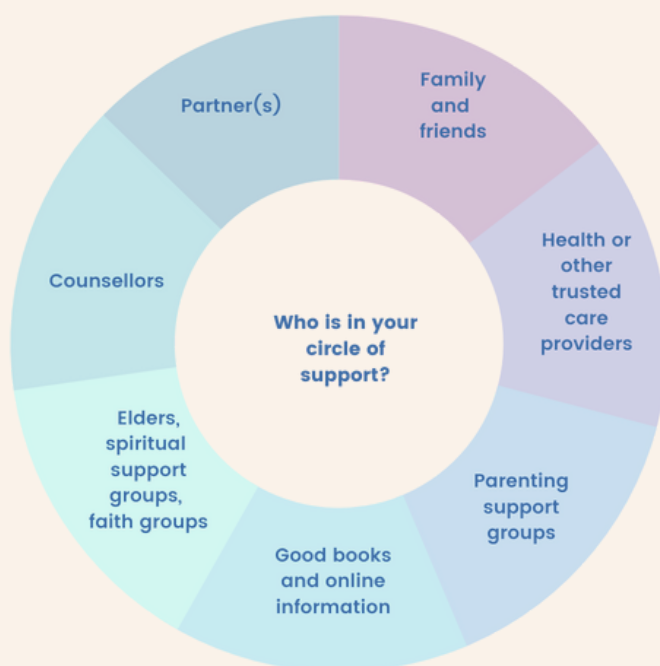 Who is in your
circle of
support?
Family
and
friends
Health or
other
trusted
care
providers
Parenting
support
groups
Good books
and online
information
Elders,
spiritual
support
groups,
faith groups
Counsellors
Partner(s)